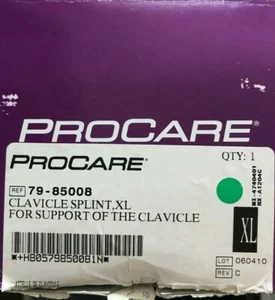 PROCARE®
PROCARE®
QTY: 1
REF 79-85008
CLAVICLE SPLINT,XL
FOR SUPPORT OF THE CLAVICLE
XL
*+H80579850081N*
LOT 060410
REV. C